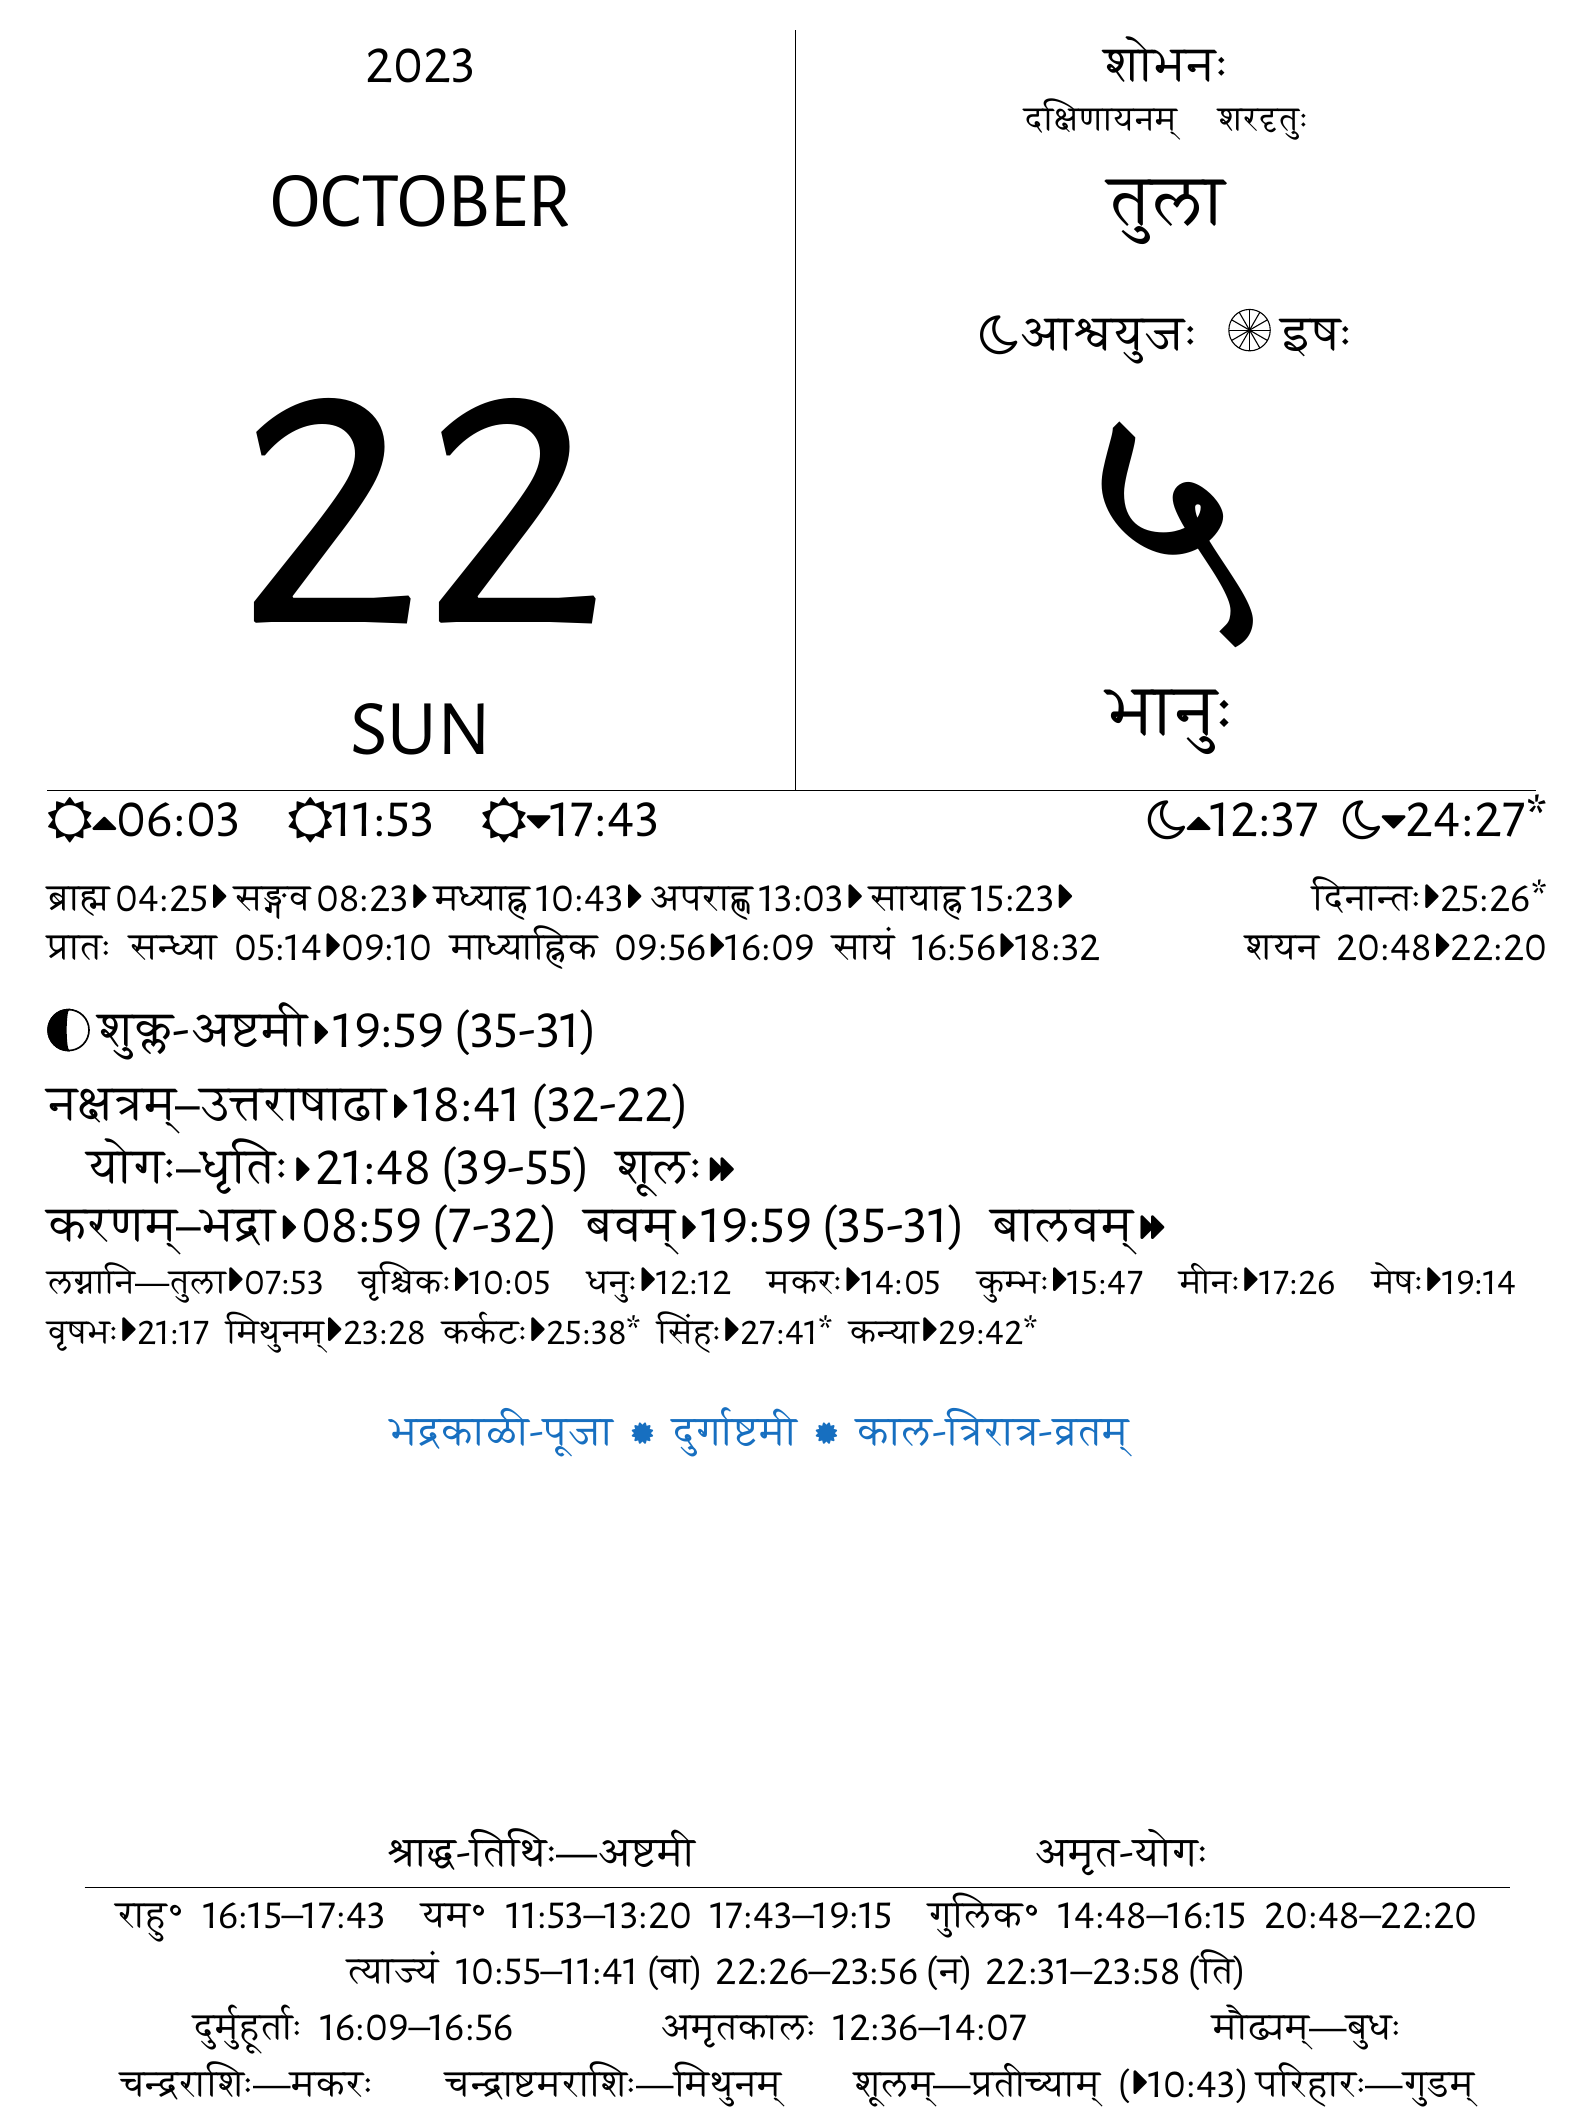 2023
OCTOBER
22
SUN
शोभनः
दक्षिणायनम् शरदृतुः
तुला
आश्वयुजः इषः
५
भानुः
06:03 11:53 17:43 12:37 24:27*
ब्राह्म 04:25 सङ्गव 08:23 मध्याह्न 10:43 अपराह्ण 13:03 सायाह्न 15:23 दिनान्तः 25:26*
प्रातः सन्ध्या 05:14 09:10 माध्याह्निक 09:56 16:09 सायं 16:56 18:32 शयन 20:48 22:20
शुक्ल-अष्टमी 19:59 (35-31)
नक्षत्रम्–उत्तराषाढा 18:41 (32-22)
योगः–धृतिः 21:48 (39-55) शूलः
करणम्–भद्रा 08:59 (7-32) बवम् 19:59 (35-31) बालवम्
लग्नानि—तुला 07:53 वृश्चिकः 10:05 धनुः 12:12 मकरः 14:05 कुम्भः 15:47 मीनः 17:26 मेषः 19:14
वृषभः 21:17 मिथुनम् 23:28 कर्कटः 25:38* सिंहः 27:41* कन्या 29:42*
भद्रकाळी-पूजा दुर्गाष्टमी काल-त्रिरात्र-व्रतम्
श्राद्ध-तिथिः—अष्टमी अमृत-योगः
राहु॰ 16:15–17:43 यम॰ 11:53–13:20 17:43–19:15 गुलिक॰ 14:48–16:15 20:48–22:20
त्याज्यं 10:55–11:41 (वा) 22:26–23:56 (न) 22:31–23:58 (ति)
दुर्मुहूर्ताः 16:09–16:56 अमृतकालः 12:36–14:07 मौढ्यम्—बुधः
चन्द्रराशिः—मकरः चन्द्राष्टमराशिः—मिथुनम् शूलम्—प्रतीच्याम् (10:43) परिहारः—गुडम्